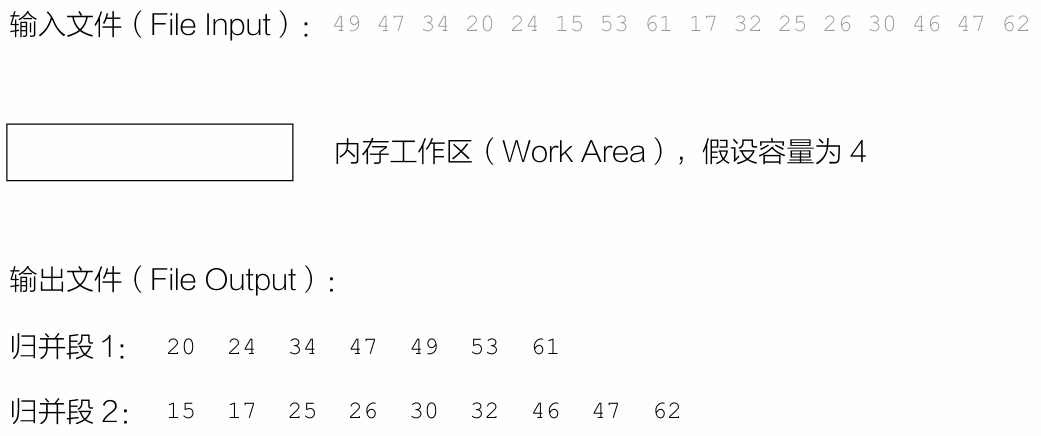 输入文件（File Input）： 49 47 34 20 24 15 53 61 17 32 25 26 30 46 47 62
内存工作区（Work Area），假设容量为 4
输出文件（File Output）：
归并段 1： 20 24 34 47 49 53 61
归并段 2： 15 17 25 26 30 32 46 47 62